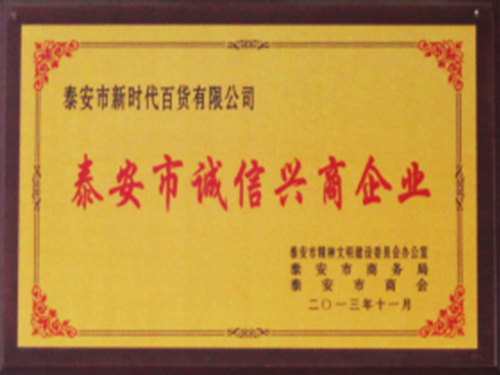 泰安市新时代百货有限公司
泰安市诚信兴商企业
泰安市精神文明建设委员会办公室
泰安市商务局
泰安市商会
二〇一三年十一月